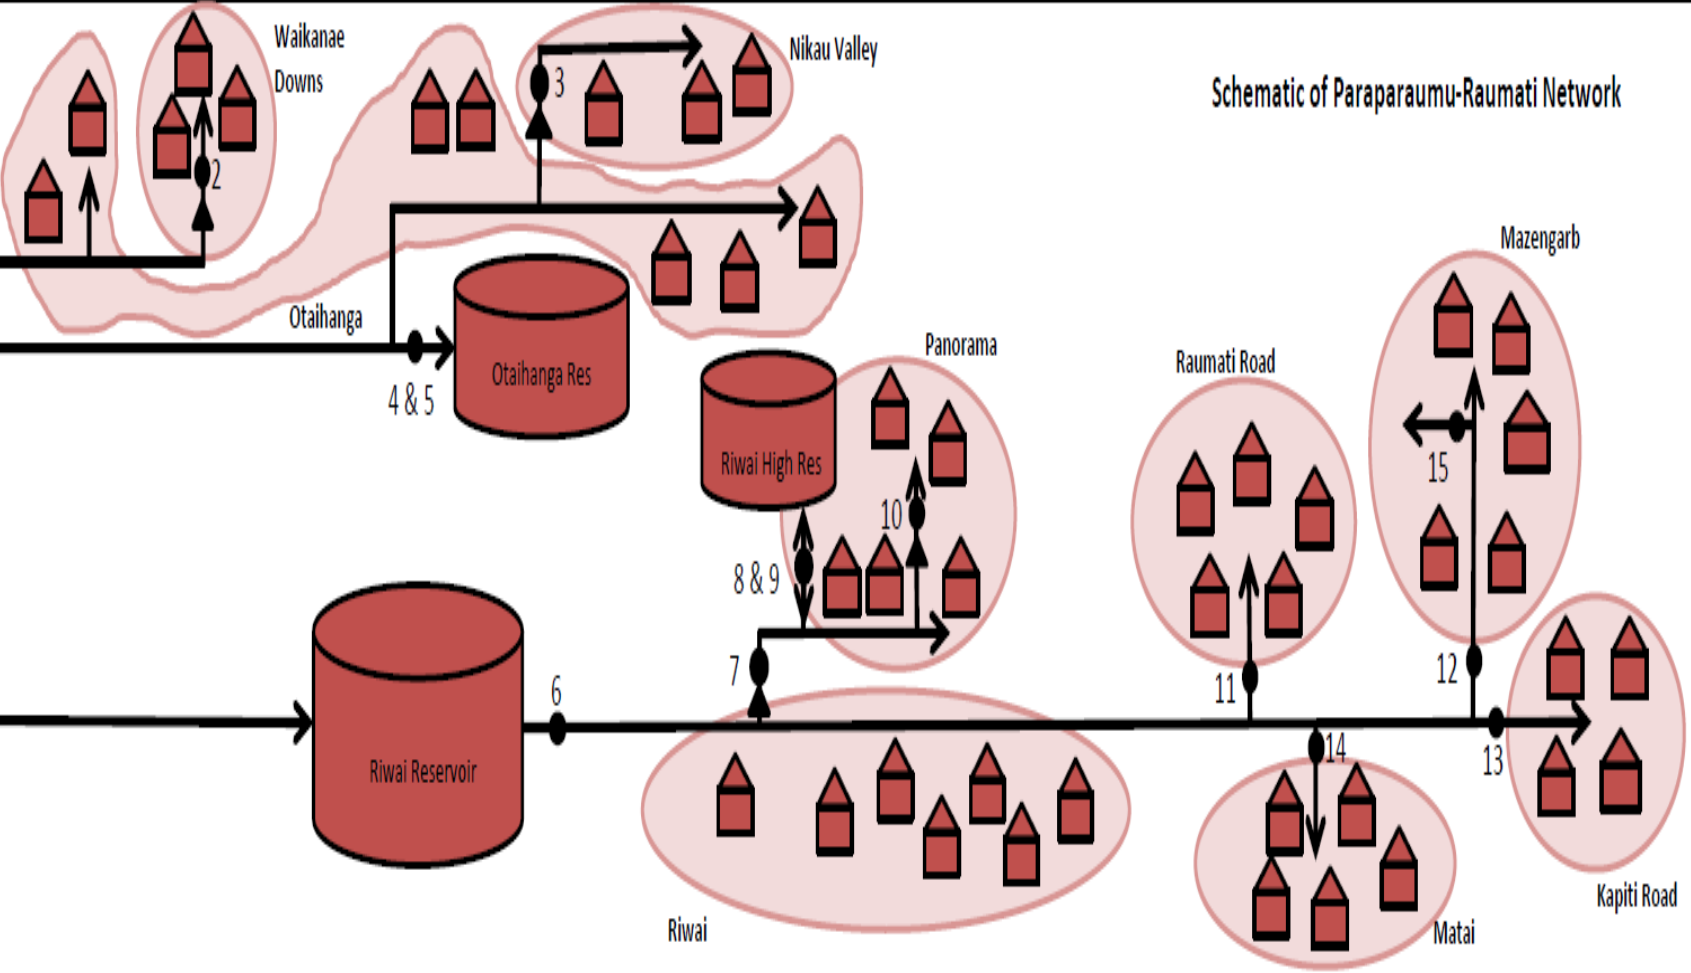 Waikanae
Downs
Nikau Valley
Schematic of Paraparaumu-Raumati Network
3
2
Mazengarb
Otaihanga
Otaihanga Res
4 & 5
Panorama
Raumati Road
Riwai High Res
15
10
8 & 9
7
12
11
6
14
13
Riwai Reservoir
Kapiti Road
Riwai
Matai